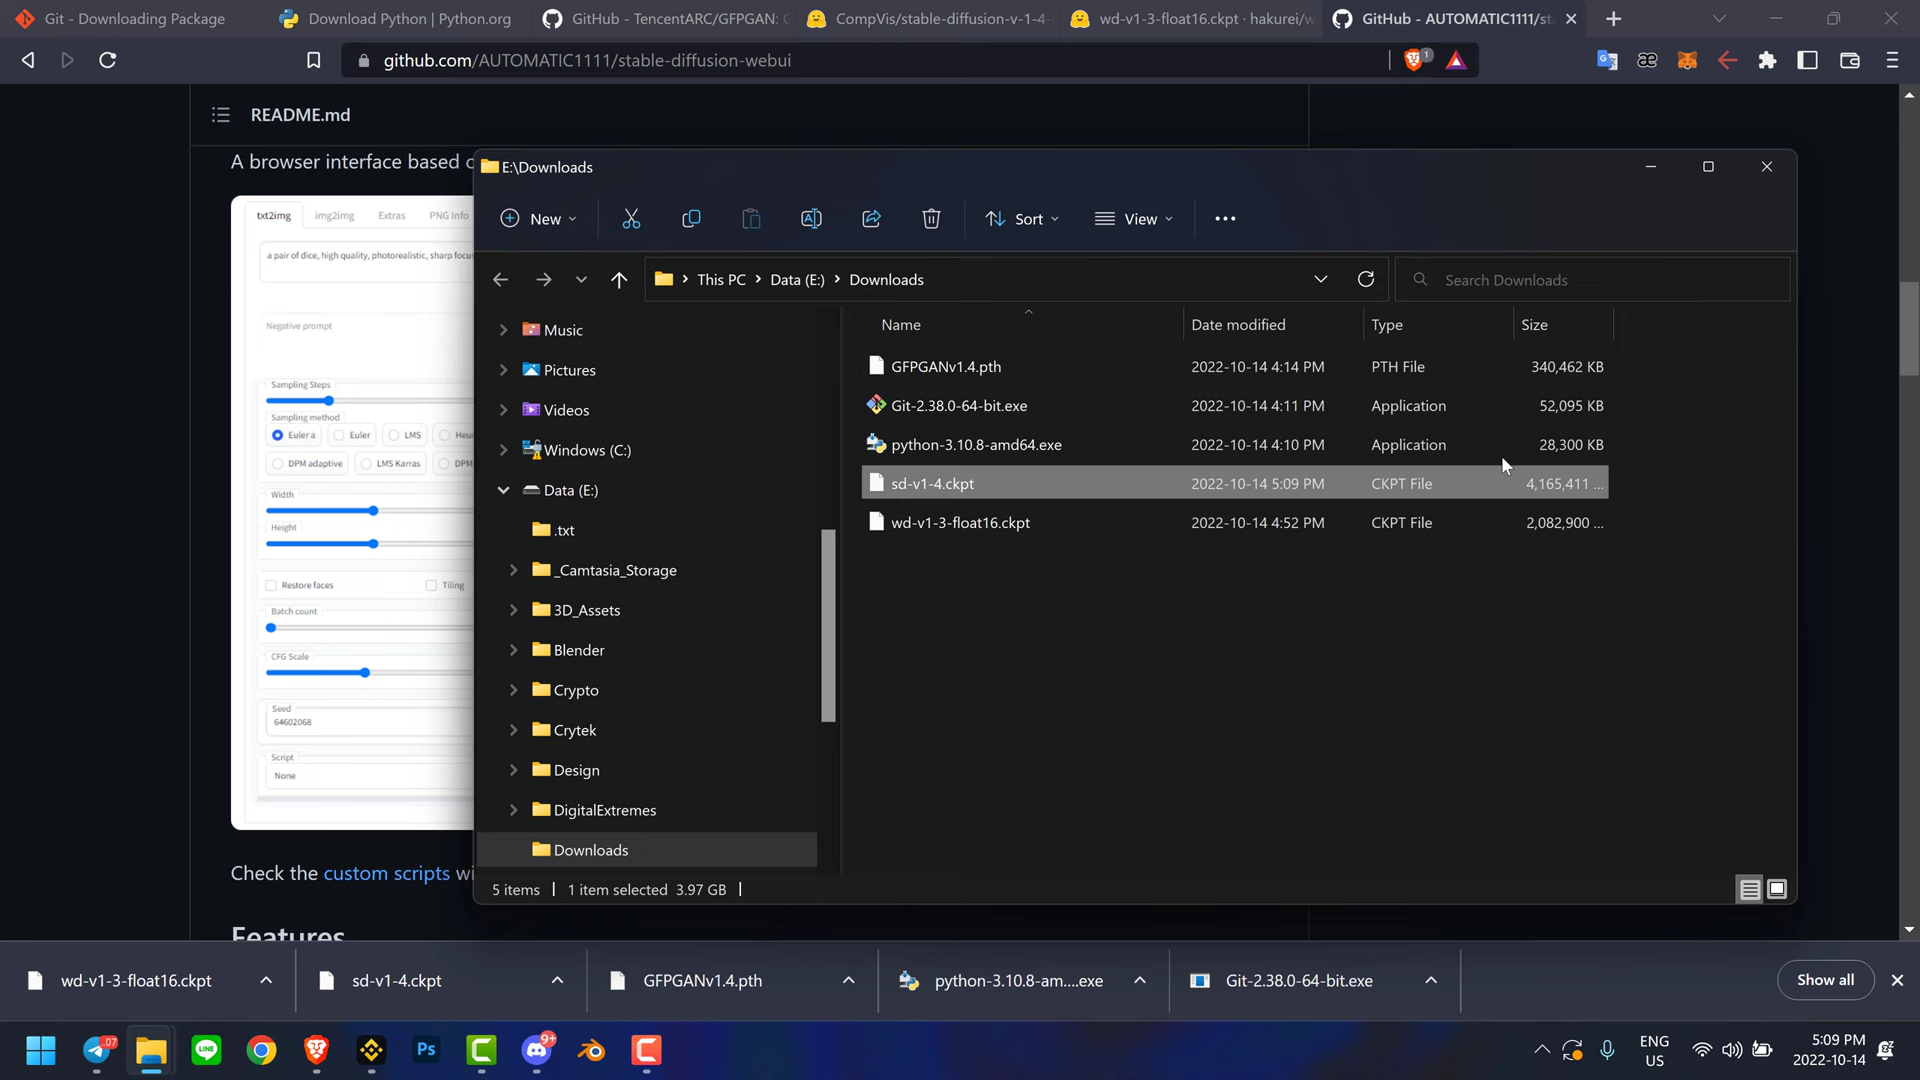 Git - Downloading Package
Download Python | Python.org
GitHub - TencentARC/GFPGAN: G
CompVis/stable-diffusion-v-1-4-
wd-v1-3-float16.ckpt · hakurei/w
GitHub - AUTOMATIC1111/st
github.com/AUTOMATIC1111/stable-diffusion-webui
1
README.md
A browser interface based o
txt2img
img2img
Extras
PNG Info
a pair of dice, high quality, photorealistic, sharp focus
Negative prompt
Sampling Steps
Sampling method
Euler a
Euler
LMS
Heun
DPM adaptive
LMS Karras
DPM
Width
Height
Restore faces
Tiling
Batch count
CFG Scale
Seed
64602068
Script
None
Check the custom scripts wi
Features
E:\Downloads
New
Sort
View
This PC
Data (E:)
Downloads
Search Downloads
Music
Pictures
Videos
Windows (C:)
Data (E:)
.txt
_Camtasia_Storage
3D_Assets
Blender
Crypto
Crytek
Design
DigitalExtremes
Downloads
Name
Date modified
Type
Size
GFPGANv1.4.pth
2022-10-14 4:14 PM
PTH File
340,462 KB
Git-2.38.0-64-bit.exe
2022-10-14 4:11 PM
Application
52,095 KB
python-3.10.8-amd64.exe
2022-10-14 4:10 PM
Application
28,300 KB
sd-v1-4.ckpt
2022-10-14 5:09 PM
CKPT File
4,165,411 ...
wd-v1-3-float16.ckpt
2022-10-14 4:52 PM
CKPT File
2,082,900 ...
5 items
1 item selected 3.97 GB
wd-v1-3-float16.ckpt
sd-v1-4.ckpt
GFPGANv1.4.pth
python-3.10.8-am....exe
Git-2.38.0-64-bit.exe
Show all
.07
LINE
Ps
9+
ENG
US
5:09 PM
2022-10-14